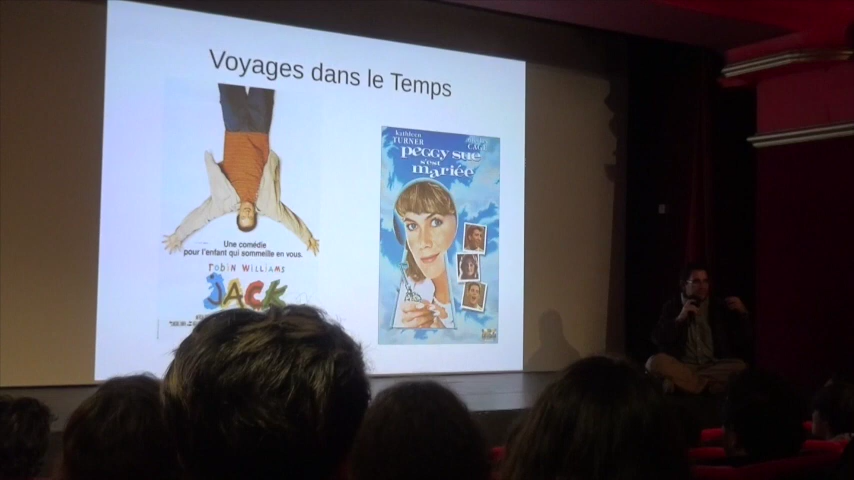 Voyages dans le Temps
Une comédie
pour l'enfant qui sommeille en vous.
ROBIN WILLIAMS
JACK
kathleen
TURNER
CAGE
PEGGY SUE
s'est
mariée